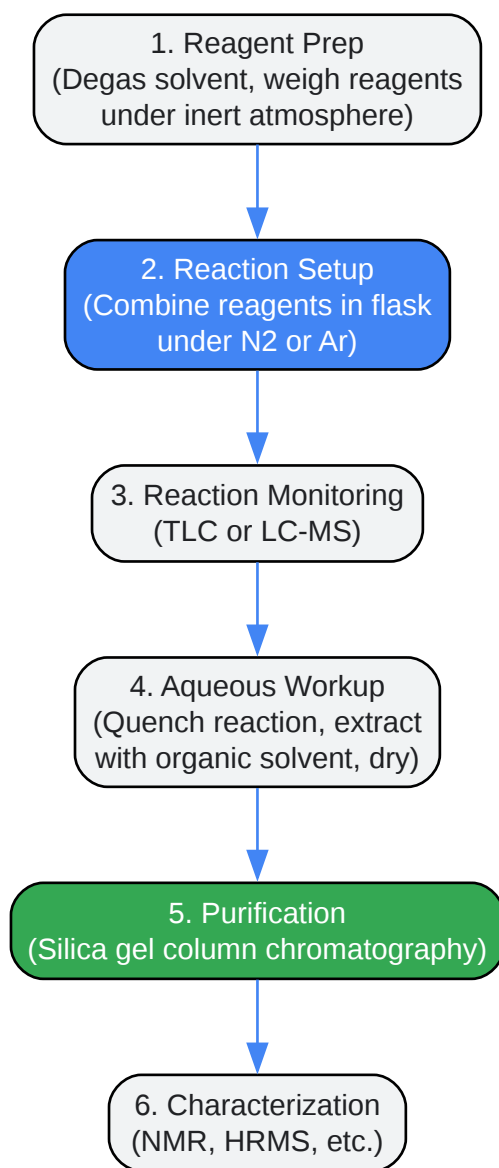 1. Reagent Prep
(Degas solvent, weigh reagents
under inert atmosphere)
2. Reaction Setup
(Combine reagents in flask
under N2 or Ar)
3. Reaction Monitoring
(TLC or LC-MS)
4. Aqueous Workup
(Quench reaction, extract
with organic solvent, dry)
5. Purification
(Silica gel column chromatography)
6. Characterization
(NMR, HRMS, etc.)